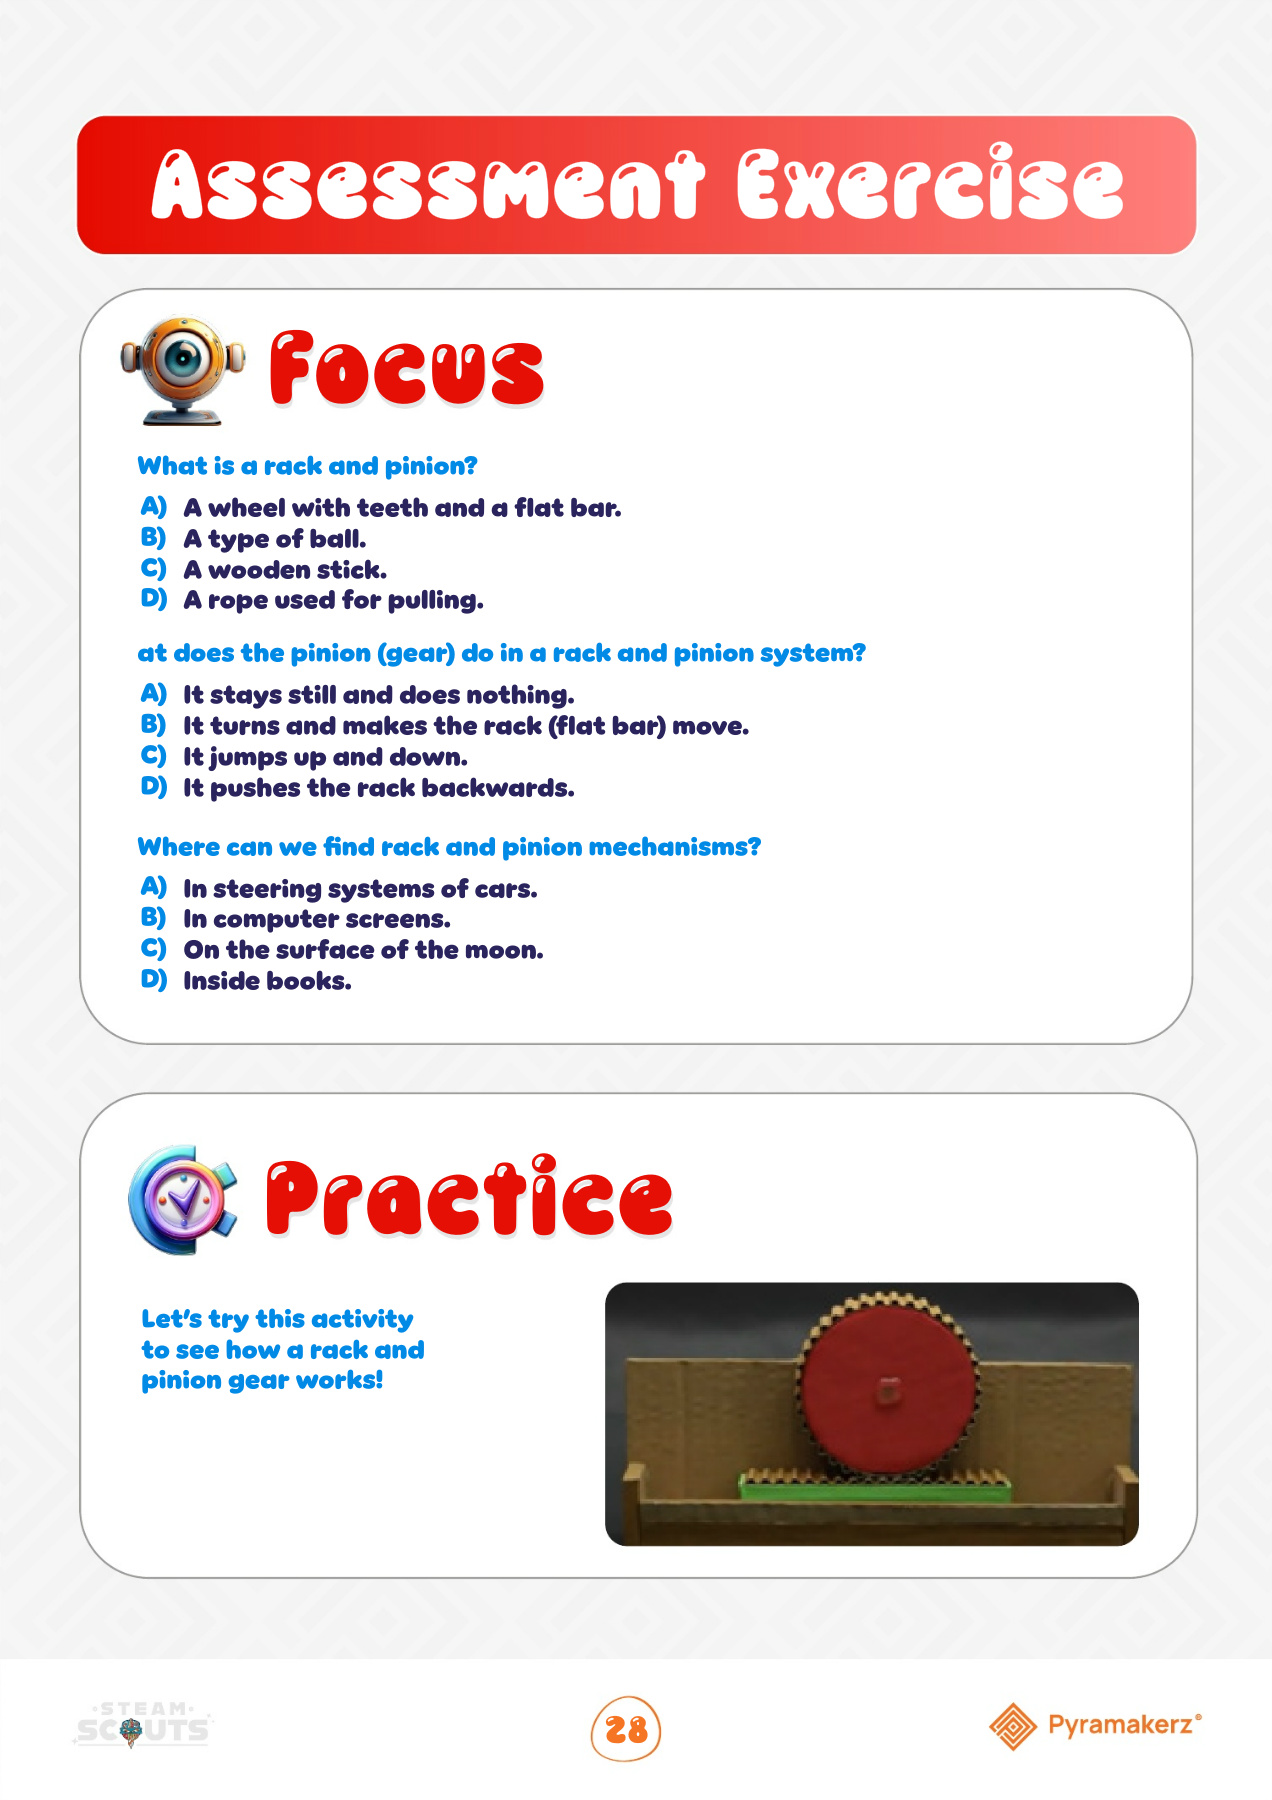 Assessment Exercise
Focus
What is a rack and pinion?
A) A wheel with teeth and a flat bar.
B) A type of ball.
C) A wooden stick.
D) A rope used for pulling.
at does the pinion (gear) do in a rack and pinion system?
A) It stays still and does nothing.
B) It turns and makes the rack (flat bar) move.
C) It jumps up and down.
D) It pushes the rack backwards.
Where can we find rack and pinion mechanisms?
A) In steering systems of cars.
B) In computer screens.
C) On the surface of the moon.
D) Inside books.
Practice
Let's try this activity
to see how a rack and
pinion gear works!
STEAM
SCOUTS
28
Pyramakerz®